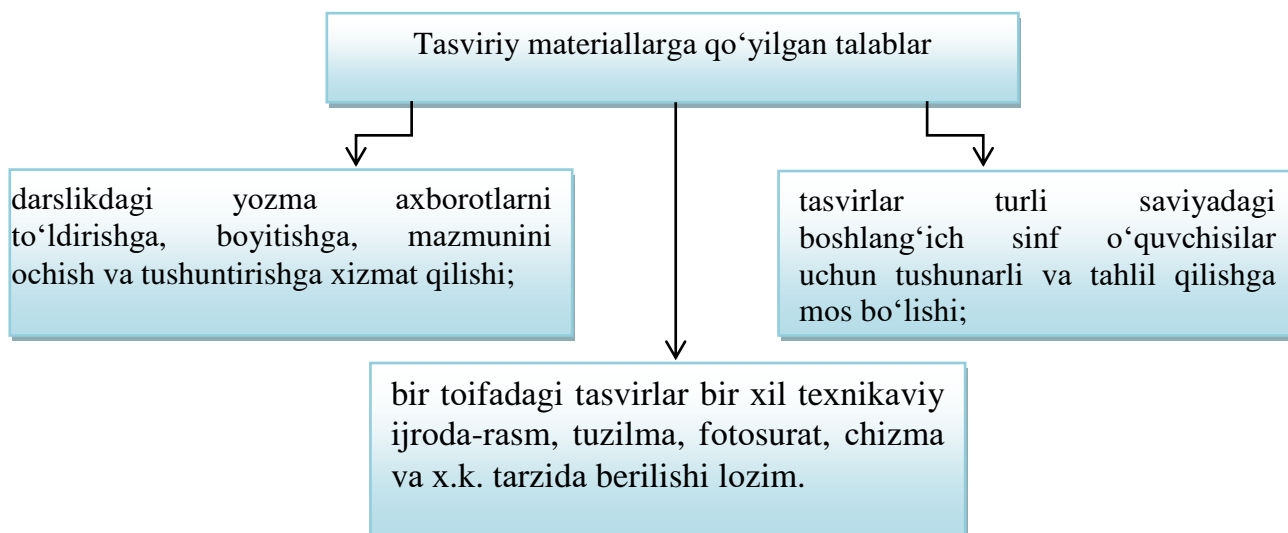 Tasviriy materiallarga qo‘yilgan talablar
darslikdagi yozma axborotlarni
to‘ldirishga, boyitishga, mazmunini
ochish va tushuntirishga xizmat qilishi;
tasvirlar turli saviyadagi
boshlang‘ich sinf o‘quvchisilar
uchun tushunarli va tahlil qilishga
mos bo‘lishi;
bir toifadagi tasvirlar bir xil texnikaviy
ijroda-rasm, tuzilma, fotosurat, chizma
va x.k. tarzida berilishi lozim.